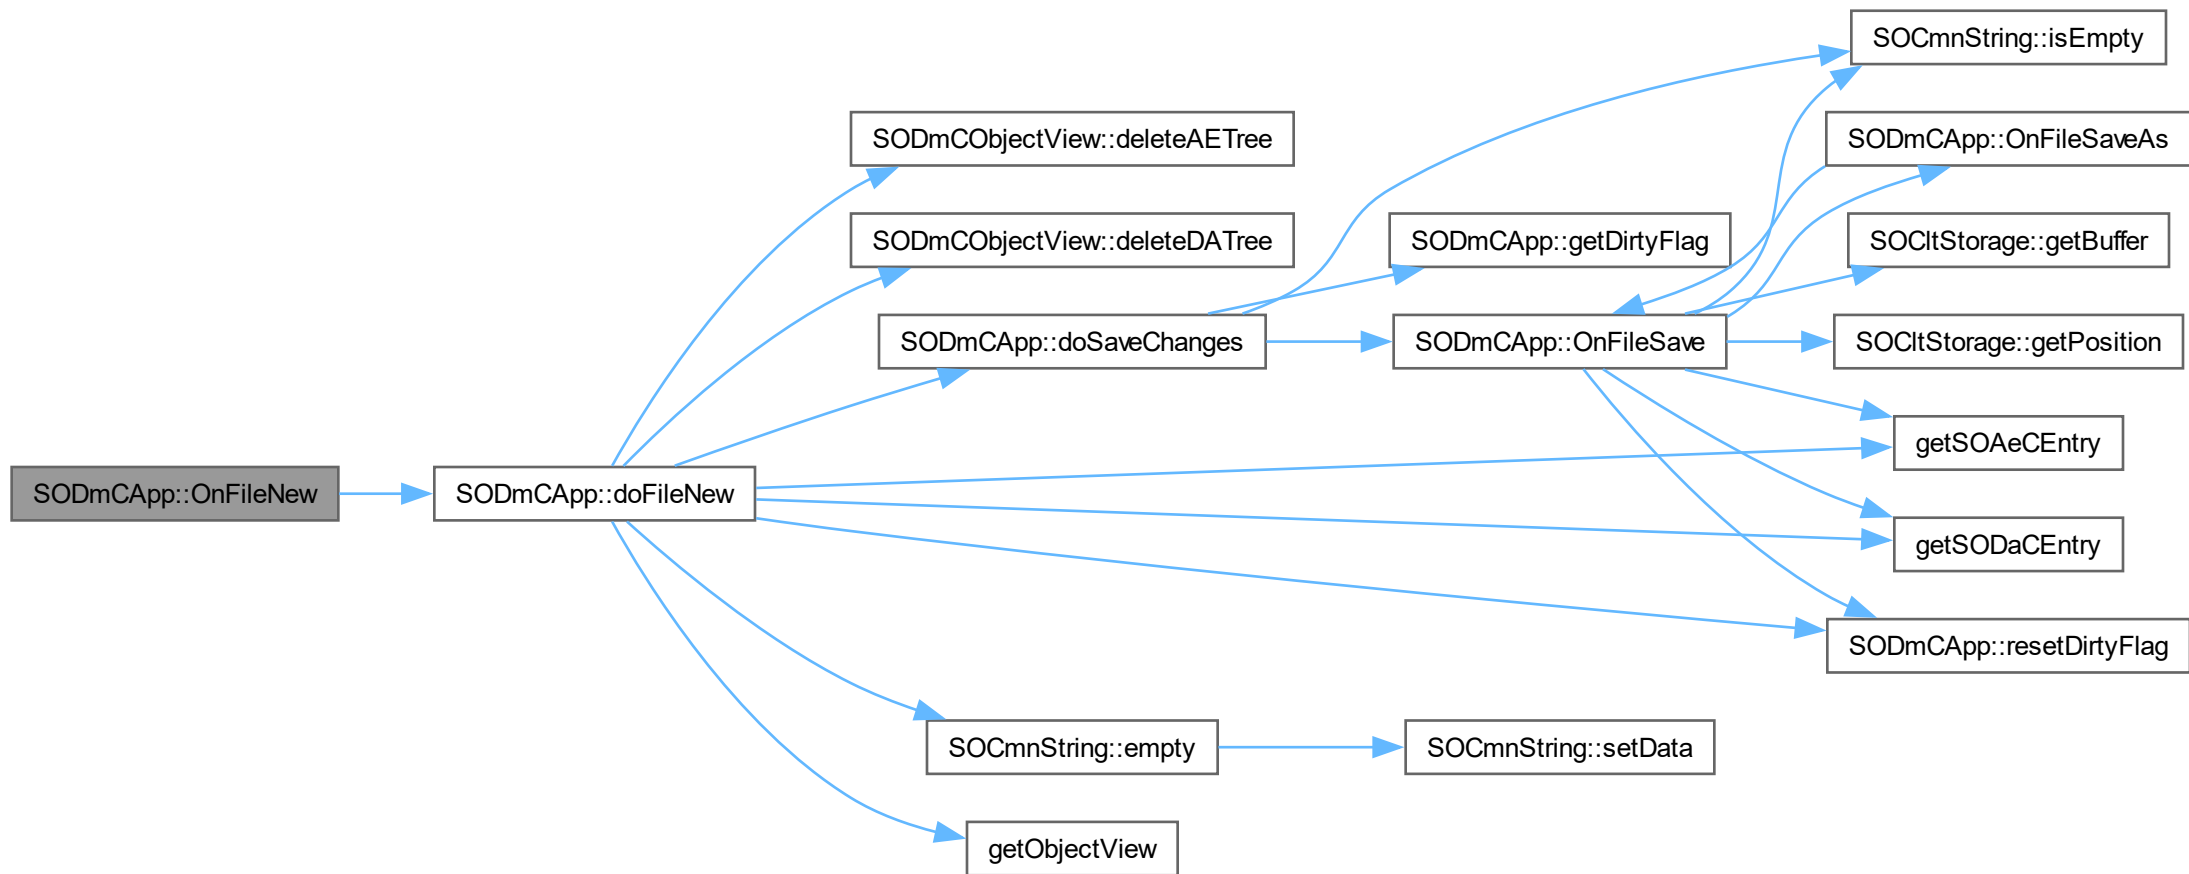 SOCmnString::isEmpty
SODmCObjectView::deleteAETree
SODmCApp::OnFileSaveAs
SODmCObjectView::deleteDATree
SODmCApp::getDirtyFlag
SOCltStorage::getBuffer
SODmCApp::doSaveChanges
SODmCApp::OnFileSave
SOCltStorage::getPosition
getSOAeCEntry
SODmCApp::OnFileNew
SODmCApp::doFileNew
getSODaCEntry
SODmCApp::resetDirtyFlag
SOCmnString::empty
SOCmnString::setData
getObjectView